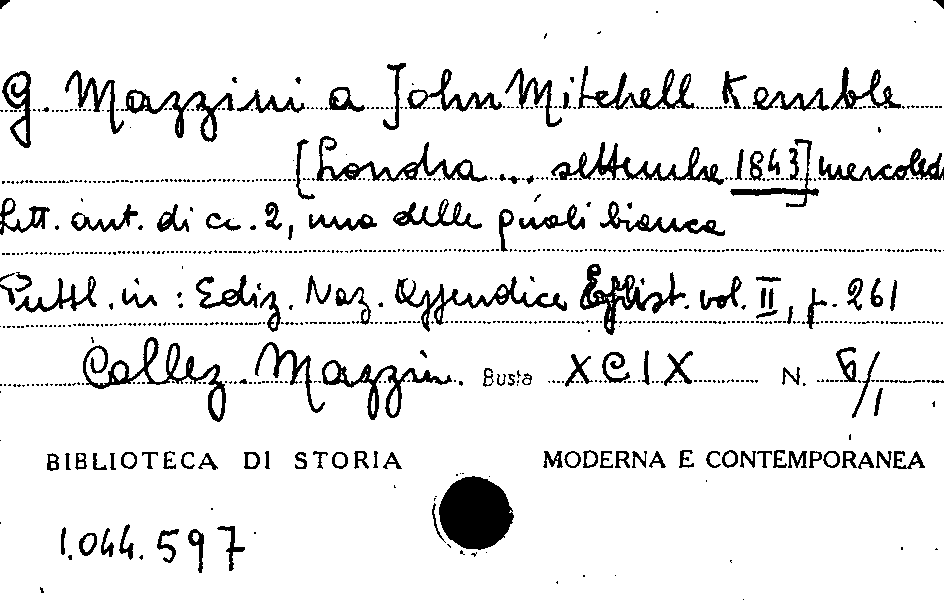 G. Mazzini a John Mitchell Kemble
[Londra ... settembre 1843] mercoledì
Lett. aut. di cc. 2, una delle quali bianca
Pubbl. in : Ediz. Naz. Appendice Epist. vol. II, p. 261
Collez. Mazzini. Busta XCIX N. 6/1
BIBLIOTECA DI STORIA MODERNA E CONTEMPORANEA
1.044.597